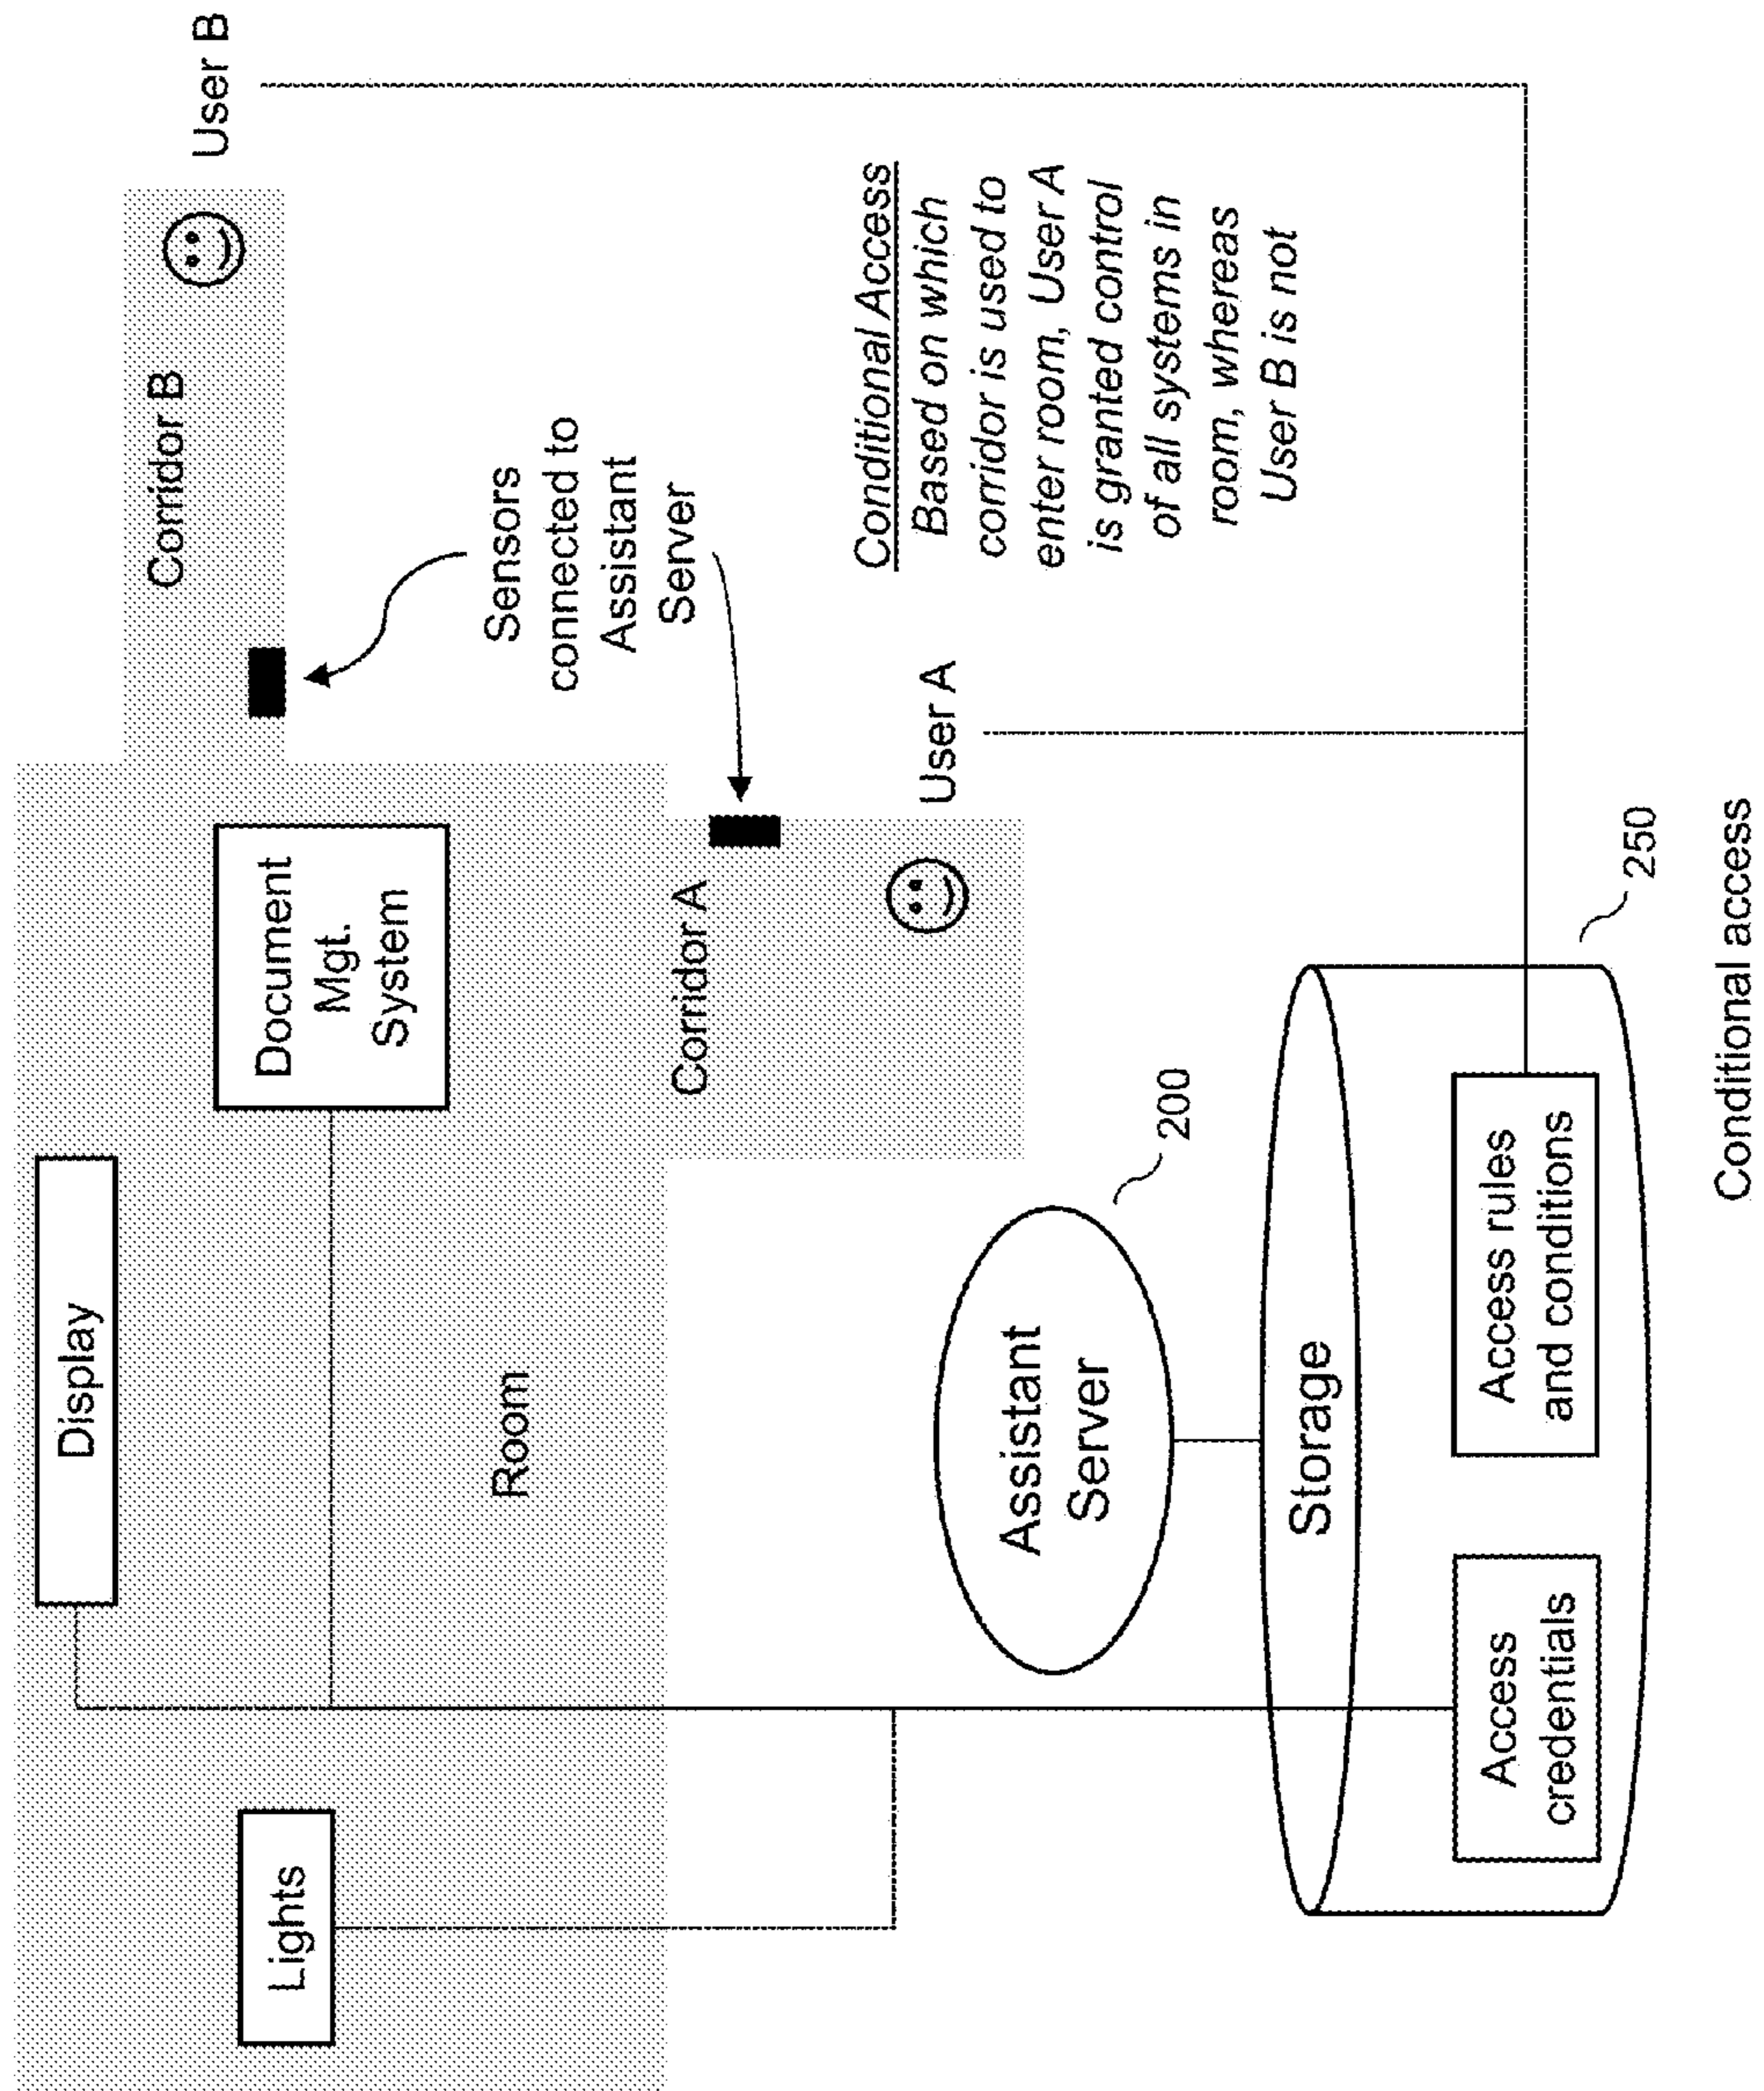 Display
Lights
Document
Mgt.
System
Room
Corridor B
User B
Sensors
connected to
Assistant
Server
Corridor A
User A
Conditional Access
Based on which
corridor is used to
enter room, User A
is granted control
of all systems in
room, whereas
User B is not
Assistant
Server
200
Storage
250
Access
credentials
Access rules
and conditions
Conditional access